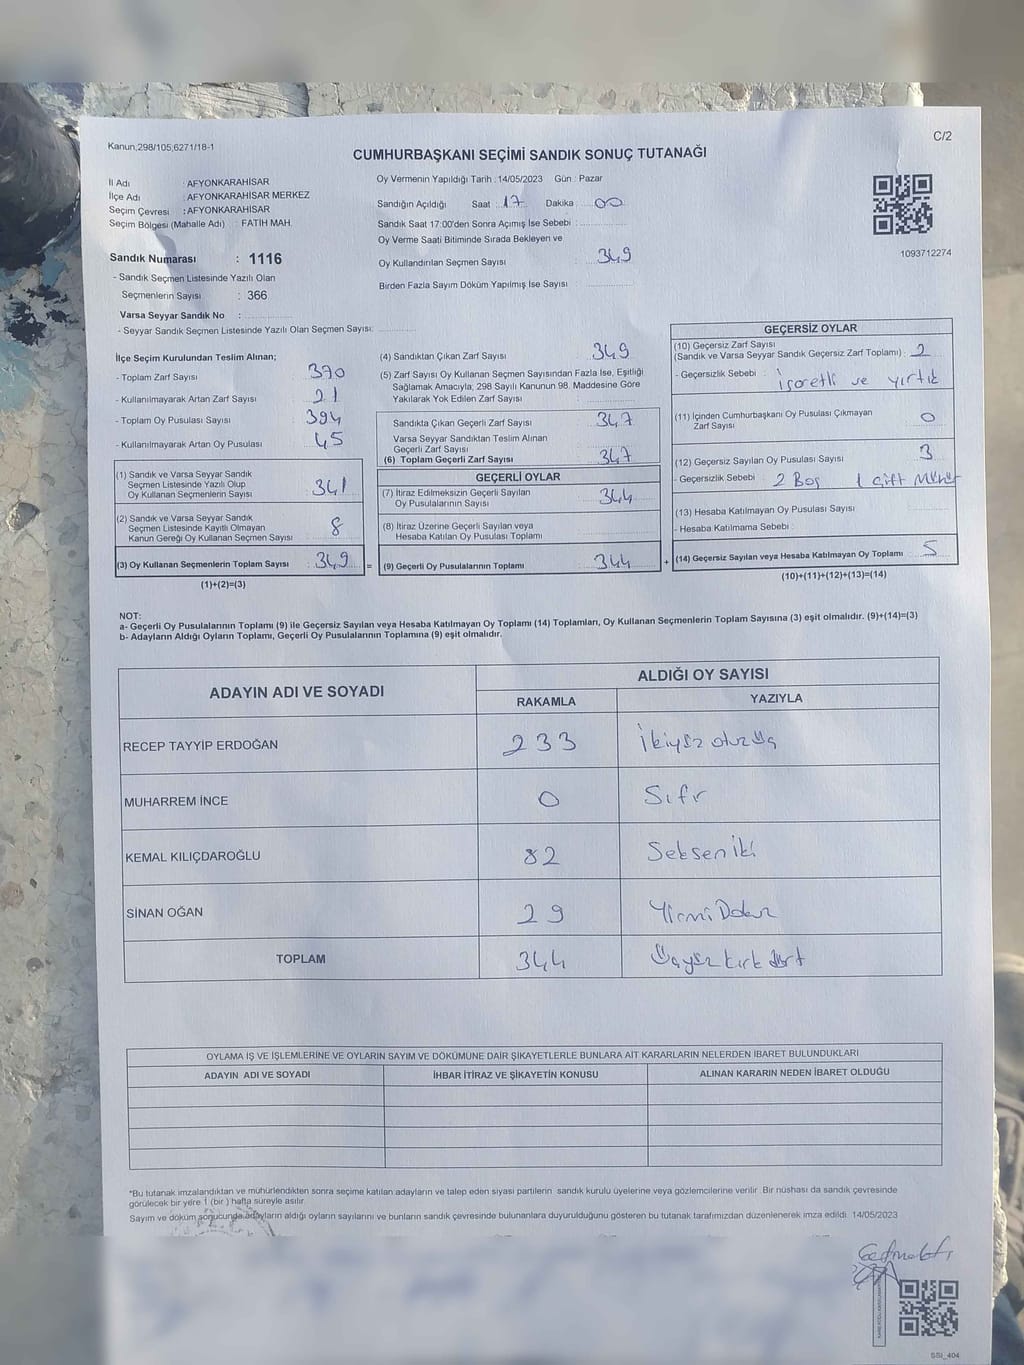 Kanun,298/105,6271/18-1
C/2
CUMHURBAŞKANI SEÇİMİ SANDIK SONUÇ TUTANAĞI
İl Adı : AFYONKARAHİSAR
İlçe Adı : AFYONKARAHİSAR MERKEZ
Seçim Çevresi : AFYONKARAHİSAR
Seçim Bölgesi (Mahalle Adı) : FATİH MAH.
Sandık Numarası : 1116
- Sandık Seçmen Listesinde Yazılı Olan
Seçmenlerin Sayısı : 366
Varsa Seyyar Sandık No :
- Seyyar Sandık Seçmen Listesinde Yazılı Olan Seçmen Sayısı:
Oy Vermenin Yapıldığı Tarih : 14/05/2023 Gün : Pazar
Sandığın Açıldığı Saat : 17 Dakika : 00
Sandık Saat 17:00'den Sonra Açımış İse Sebebi :
Oy Verme Saati Bitiminde Sırada Bekleyen ve
Oy Kullandırılan Seçmen Sayısı : 349
Birden Fazla Sayım Döküm Yapılmış İse Sayısı :
1093712274
İlçe Seçim Kurulundan Teslim Alınan;
- Toplam Zarf Sayısı : 370
- Kullanılmayarak Artan Zarf Sayısı : 21
- Toplam Oy Pusulası Sayısı : 394
- Kullanılmayarak Artan Oy Pusulası : 45
(1) Sandık ve Varsa Seyyar Sandık
Seçmen Listesinde Yazılı Olup
Oy Kullanan Seçmenlerin Sayısı : 341
(2) Sandık ve Varsa Seyyar Sandık
Seçmen Listesinde Kayıtlı Olmayan
Kanun Gereği Oy Kullanan Seçmen Sayısı : 8
(3) Oy Kullanan Seçmenlerin Toplam Sayısı : 349
(1)+(2)=(3)
(4) Sandıktan Çıkan Zarf Sayısı : 349
(5) Zarf Sayısı Oy Kullanan Seçmen Sayısından Fazla İse, Eşitliği
Sağlamak Amacıyla; 298 Sayılı Kanunun 98. Maddesine Göre
Yakılarak Yok Edilen Zarf Sayısı :
Sandıkta Çıkan Geçerli Zarf Sayısı : 347
Varsa Seyyar Sandıktan Teslim Alınan
Geçerli Zarf Sayısı :
(6) Toplam Geçerli Zarf Sayısı : 347
GEÇERLİ OYLAR
(7) İtiraz Edilmeksizin Geçerli Sayılan
Oy Pusulalarının Sayısı : 344
(8) İtiraz Üzerine Geçerli Sayılan veya
Hesaba Katılan Oy Pusulası Toplamı :
= (9) Geçerli Oy Pusulalarının Toplamı : 344 +
GEÇERSİZ OYLAR
(10) Geçersiz Zarf Sayısı
(Sandık ve Varsa Seyyar Sandık Geçersiz Zarf Toplamı) : 2
- Geçersizlik Sebebi : İşaretli ve yırtık
(11) İçinden Cumhurbaşkanı Oy Pusulası Çıkmayan
Zarf Sayısı : 0
(12) Geçersiz Sayılan Oy Pusulası Sayısı : 3
- Geçersizlik Sebebi : 2 Boş 1 Çift Mühür
(13) Hesaba Katılmayan Oy Pusulası Sayısı :
- Hesaba Katılmama Sebebi :
(14) Geçersiz Sayılan veya Hesaba Katılmayan Oy Toplamı : 5
(10)+(11)+(12)+(13)=(14)
NOT:
a- Geçerli Oy Pusulalarının Toplamı (9) ile Geçersiz Sayılan veya Hesaba Katılmayan Oy Toplamı (14) Toplamları, Oy Kullanan Seçmenlerin Toplam Sayısına (3) eşit olmalıdır. (9)+(14)=(3)
b- Adayların Aldığı Oyların Toplamı, Geçerli Oy Pusulalarının Toplamına (9) eşit olmalıdır.
ADAYIN ADI VE SOYADI
ALDIĞI OY SAYISI
RAKAMLA YAZIYLA
RECEP TAYYİP ERDOĞAN 233 İkiyüz otuz üç
MUHARREM İNCE 0 Sıfır
KEMAL KILIÇDAROĞLU 82 Seksen iki
SİNAN OĞAN 29 Yirmi Dokuz
TOPLAM 344 Üçyüz kırk dört
OYLAMA İŞ VE İŞLEMLERİNE VE OYLARIN SAYIM VE DÖKÜMÜNE DAİR ŞİKAYETLERLE BUNLARA AİT KARARLARIN NELERDEN İBARET BULUNDUKLARI
ADAYIN ADI VE SOYADI İHBAR İTİRAZ VE ŞİKAYETİN KONUSU ALINAN KARARIN NEDEN İBARET OLDUĞU
*Bu tutanak imzalandıktan ve mühürlendikten sonra seçime katılan adayların ve talep eden siyasi partilerin sandık kurulu üyelerine veya gözlemcilerine verilir. Bir nüshası da sandık çevresinde
görülecek bir yere 1 (bir ) hafta süreyle asılır.
Sayım ve döküm sonucunda adayların aldığı oyların sayılarını ve bunların sandık çevresinde bulunanlara duyurulduğunu gösteren bu tutanak tarafımızdan düzenlenerek imza edildi. 14/05/2023
SSİ_404